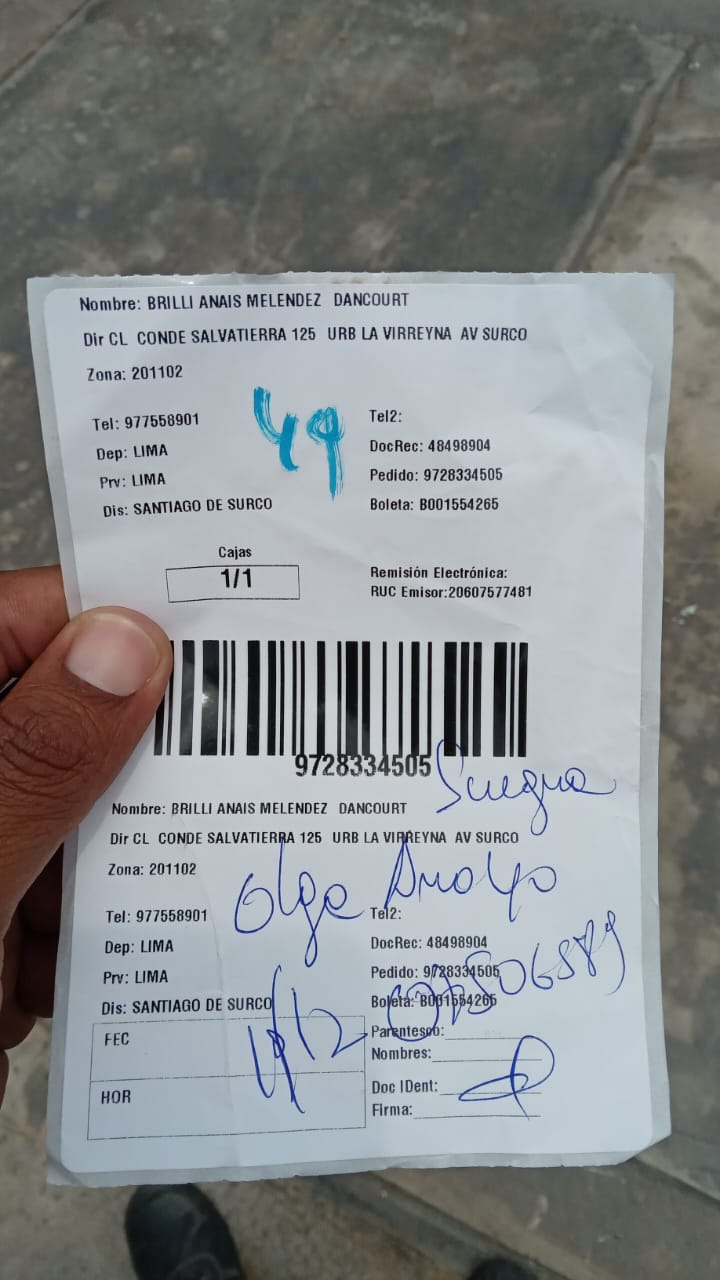 Nombre: BRILLI ANAIS MELENDEZ DANCOURT
Dir CL CONDE SALVATIERRA 125 URB LA VIRREYNA AV SURCO
Zona: 201102
49
Tel: 977558901 Tel2:
Dep: LIMA DocRec: 48498904
Prv: LIMA Pedido: 9728334505
Dis: SANTIAGO DE SURCO Boleta: B001554265
Cajas
1/1
Remisión Electrónica:
RUC Emisor:20607577481
9728334505
Suegra
Nombre: BRILLI ANAIS MELENDEZ DANCOURT
Dir CL CONDE SALVATIERRA 125 URB LA VIRREYNA AV SURCO
Zona: 201102
Olga
Tel: 977558901 Tel2:
Dep: LIMA DocRec: 48498904
Prv: LIMA Pedido: 9728334505
Dis: SANTIAGO DE SURCO Boleta: B001554265
FEC Parentesco:
Nombres:
HOR Doc IDent:
Firma: